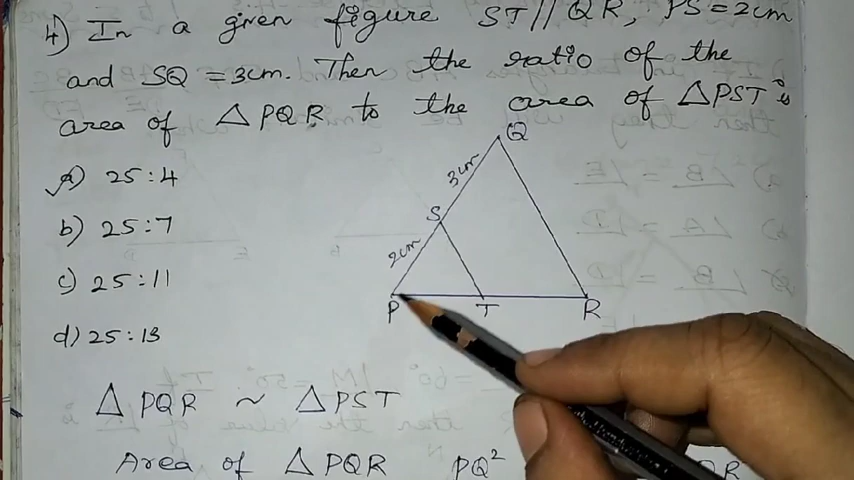 4) In a given figure ST // QR, PS = 2cm
and SQ = 3cm. Then the ratio of the
area of △ PQR to the area of △PST is
a) 25:4
b) 25:7
c) 25:11
d) 25:13
Q
3cm
S
2cm
P T R
△ PQR ~ △ PST
Area of △ PQR PQ² QR